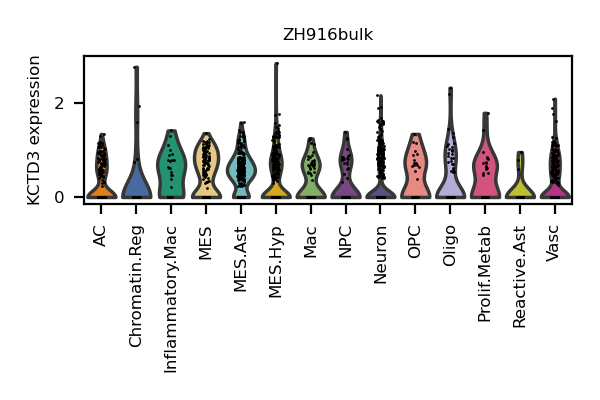 ZH916bulk
KCTD3 expression
2
0
AC
Chromatin.Reg
Inflammatory.Mac
MES
MES.Ast
MES.Hyp
Mac
NPC
Neuron
OPC
Oligo
Prolif.Metab
Reactive.Ast
Vasc